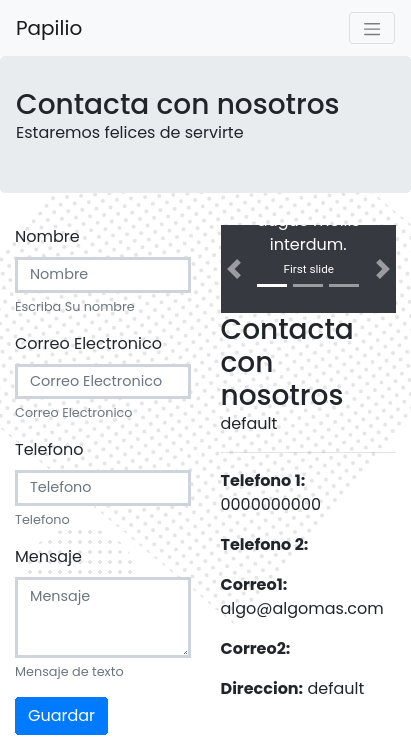 Papilio
Contacta con nosotros
Estaremos felices de servirte
Nombre
Nombre
Escriba Su nombre
Correo Electronico
Correo Electronico
Correo Electronico
Telefono
Telefono
Telefono
Mensaje
Mensaje
Mensaje de texto
Guardar
interdum.
First slide
Contacta
con
nosotros
default
Telefono 1:
0000000000
Telefono 2:
Correo1:
algo@algomas.com
Correo2:
Direccion: default